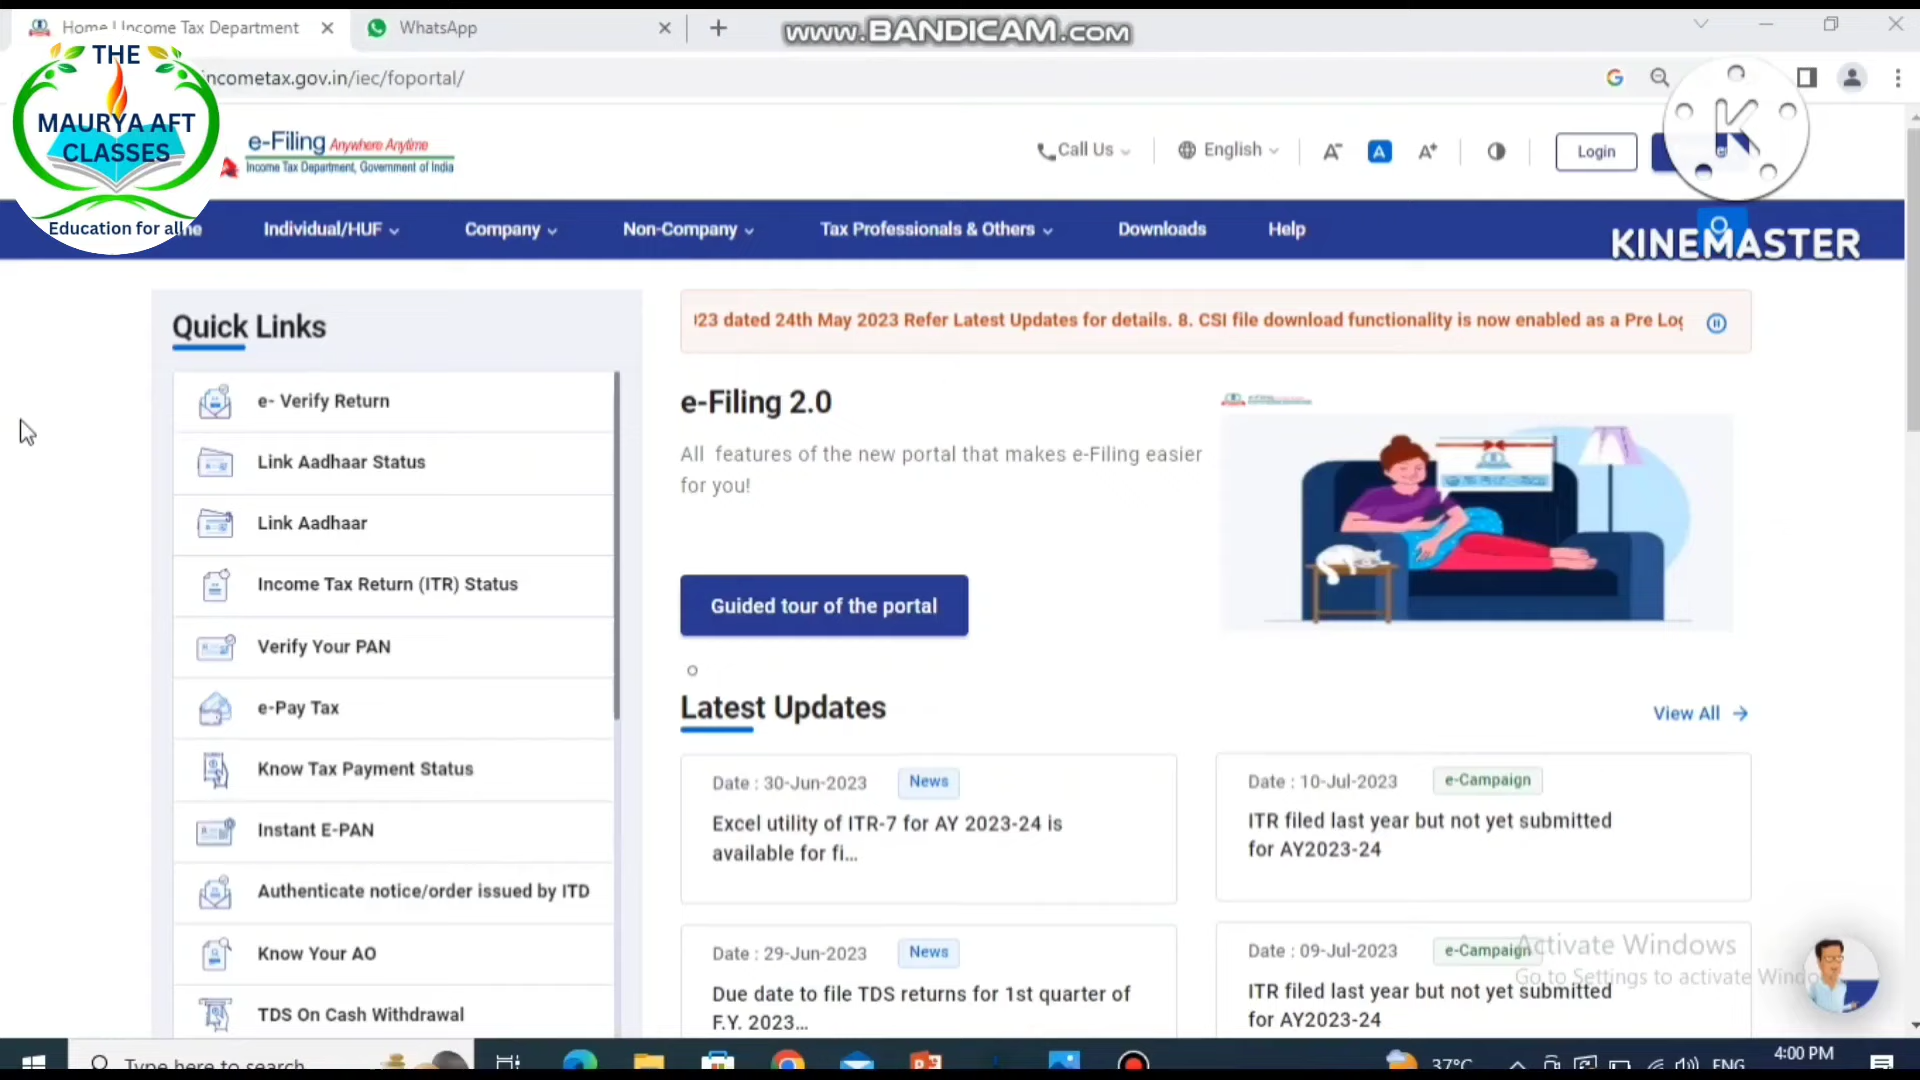 Home | Income Tax Department
WhatsApp
www.BANDICAM.com
incometax.gov.in/iec/foportal/
THE
MAURYA AFT
CLASSES
Education for all
e-Filing Anywhere Anytime
Income Tax Department, Government of India
Call Us
English
A-
A
A+
Login
K
Individual/HUF
Company
Non-Company
Tax Professionals & Others
Downloads
Help
KINEMASTER
Quick Links
e- Verify Return
Link Aadhaar Status
Link Aadhaar
Income Tax Return (ITR) Status
Verify Your PAN
e-Pay Tax
Know Tax Payment Status
Instant E-PAN
Authenticate notice/order issued by ITD
Know Your AO
TDS On Cash Withdrawal
023 dated 24th May 2023 Refer Latest Updates for details. 8. CSI file download functionality is now enabled as a Pre Log
e-Filing 2.0
All features of the new portal that makes e-Filing easier
for you!
Guided tour of the portal
Latest Updates
View All
Date : 30-Jun-2023 News
Excel utility of ITR-7 for AY 2023-24 is
available for fi...
Date : 10-Jul-2023 e-Campaign
ITR filed last year but not yet submitted
for AY2023-24
Date : 29-Jun-2023 News
Due date to file TDS returns for 1st quarter of
F.Y. 2023...
Date : 09-Jul-2023 e-Campaign
ITR filed last year but not yet submitted
for AY2023-24
Activate Windows
Go to Settings to activate Windo
Type here to search
37°C
ENG
4:00 PM